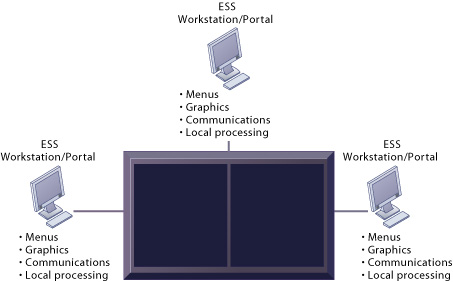 ESS
Workstation/Portal
• Menus
• Graphics
• Communications
• Local processing
ESS
Workstation/Portal
• Menus
• Graphics
• Communications
• Local processing
ESS
Workstation/Portal
• Menus
• Graphics
• Communications
• Local processing